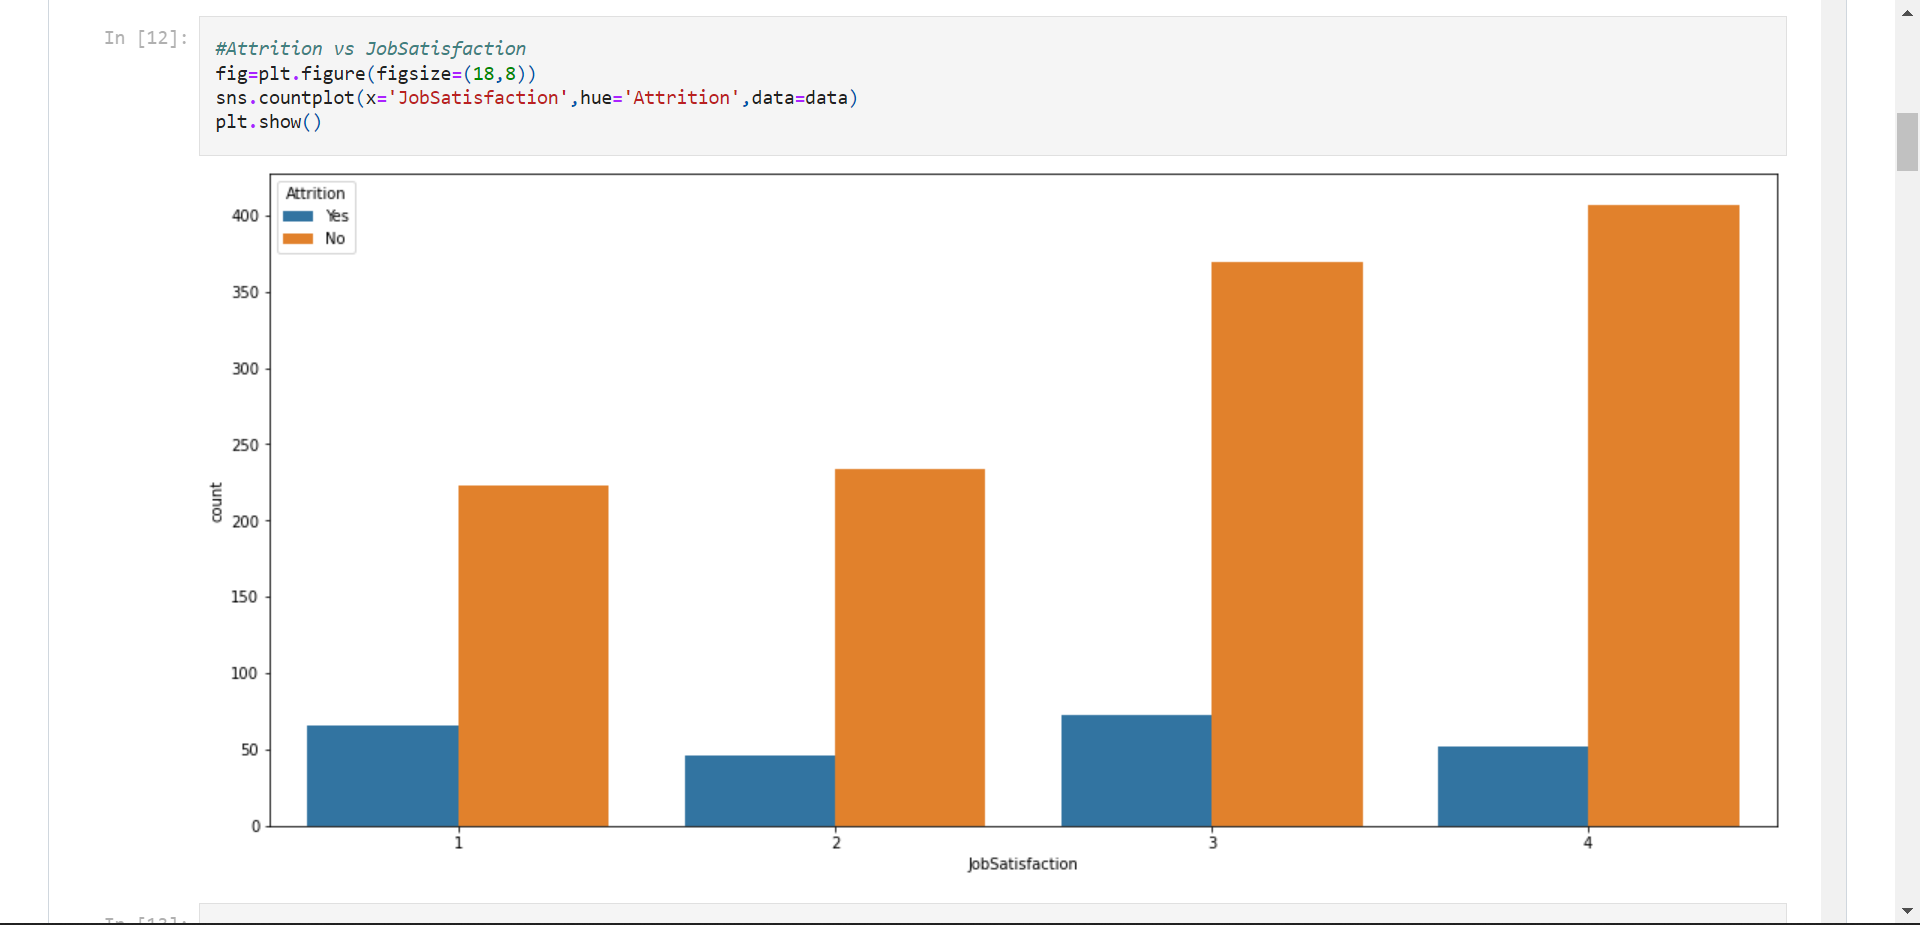 In [12]:
#Attrition vs JobSatisfaction
fig=plt.figure(figsize=(18,8))
sns.countplot(x='JobSatisfaction',hue='Attrition',data=data)
plt.show()
Attrition
Yes
No
400
350
300
250
200
150
100
50
0
count
1 2 3 4
JobSatisfaction
In [13]: